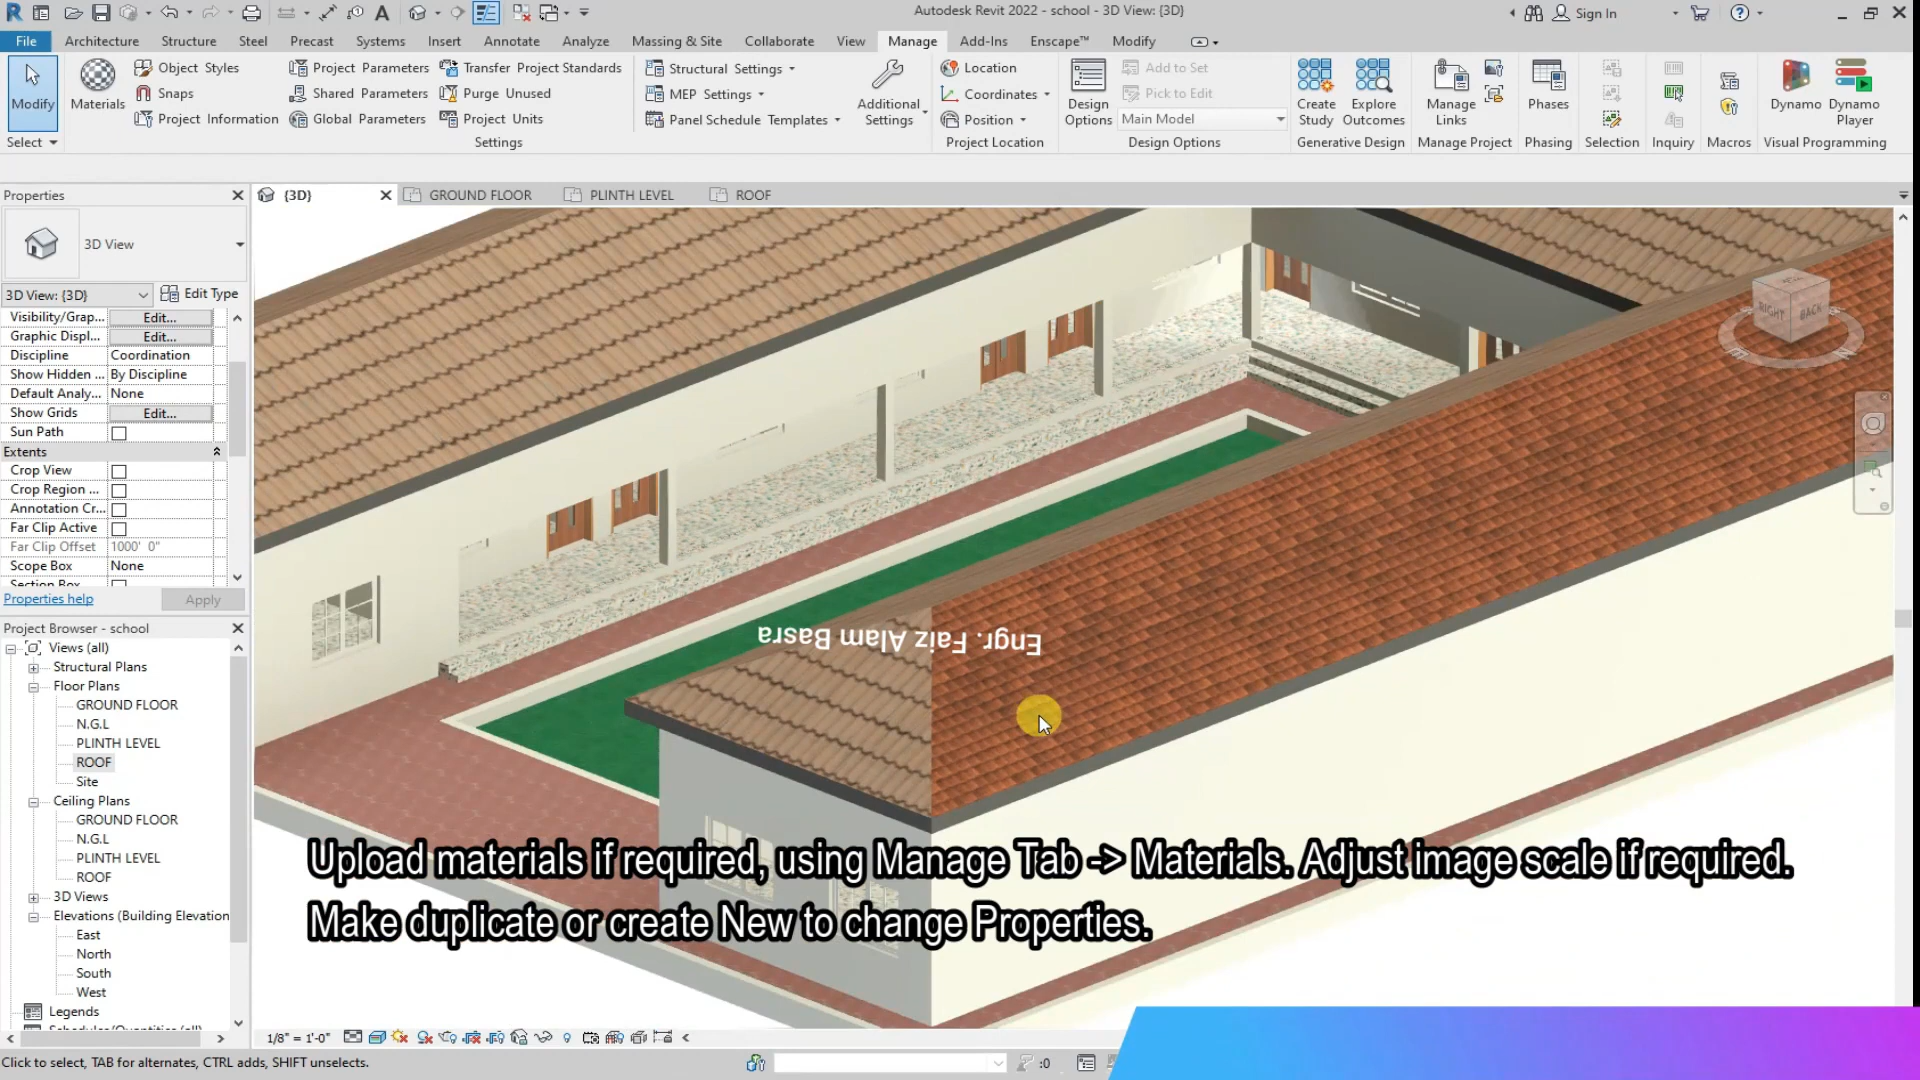 Autodesk Revit 2022 - school - 3D View: {3D}
Sign In
File Architecture Structure Steel Precast Systems Insert Annotate Analyze Massing & Site Collaborate View Manage Add-Ins Enscape™ Modify
Modify
Select
Materials
Object Styles
Snaps
Project Information
Project Parameters
Shared Parameters
Global Parameters
Transfer Project Standards
Purge Unused
Project Units
Settings
Structural Settings
MEP Settings
Panel Schedule Templates
Additional Settings
Location
Coordinates
Position
Project Location
Design Options
Add to Set
Pick to Edit
Main Model
Design Options
Create Study
Explore Outcomes
Generative Design
Manage Links
Manage Project
Phases
Phasing
Selection
Inquiry
Macros
Dynamo
Dynamo Player
Visual Programming
Properties
{3D}
GROUND FLOOR
PLINTH LEVEL
ROOF
3D View
3D View: {3D}
Edit Type
Visibility/Grap... Edit...
Graphic Displ... Edit...
Discipline Coordination
Show Hidden ... By Discipline
Default Analy... None
Show Grids Edit...
Sun Path
Extents
Crop View
Crop Region ...
Annotation Cr...
Far Clip Active
Far Clip Offset 1000' 0"
Scope Box None
Section Box
Properties help
Apply
Project Browser - school
Views (all)
Structural Plans
Floor Plans
GROUND FLOOR
N.G.L
PLINTH LEVEL
ROOF
Site
Ceiling Plans
GROUND FLOOR
N.G.L
PLINTH LEVEL
ROOF
3D Views
Elevations (Building Elevation
East
North
South
West
Legends
Schedules/Quantities (all)
RIGHT
BACK
Engr. Faiz Alam Basra
Upload materials if required, using Manage Tab -> Materials. Adjust image scale if required.
Make duplicate or create New to change Properties.
1/8" = 1'-0"
Click to select, TAB for alternates, CTRL adds, SHIFT unselects.
:0